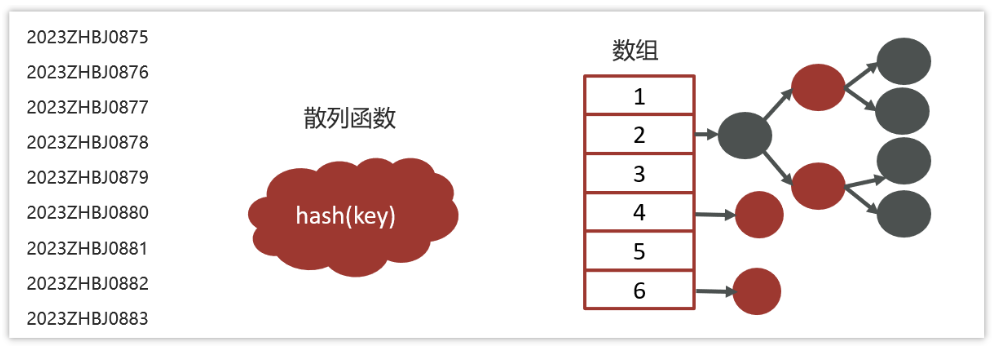 2023ZHBJ0875
2023ZHBJ0876
2023ZHBJ0877
2023ZHBJ0878
2023ZHBJ0879
2023ZHBJ0880
2023ZHBJ0881
2023ZHBJ0882
2023ZHBJ0883
散列函数
hash(key)
数组
1
2
3
4
5
6